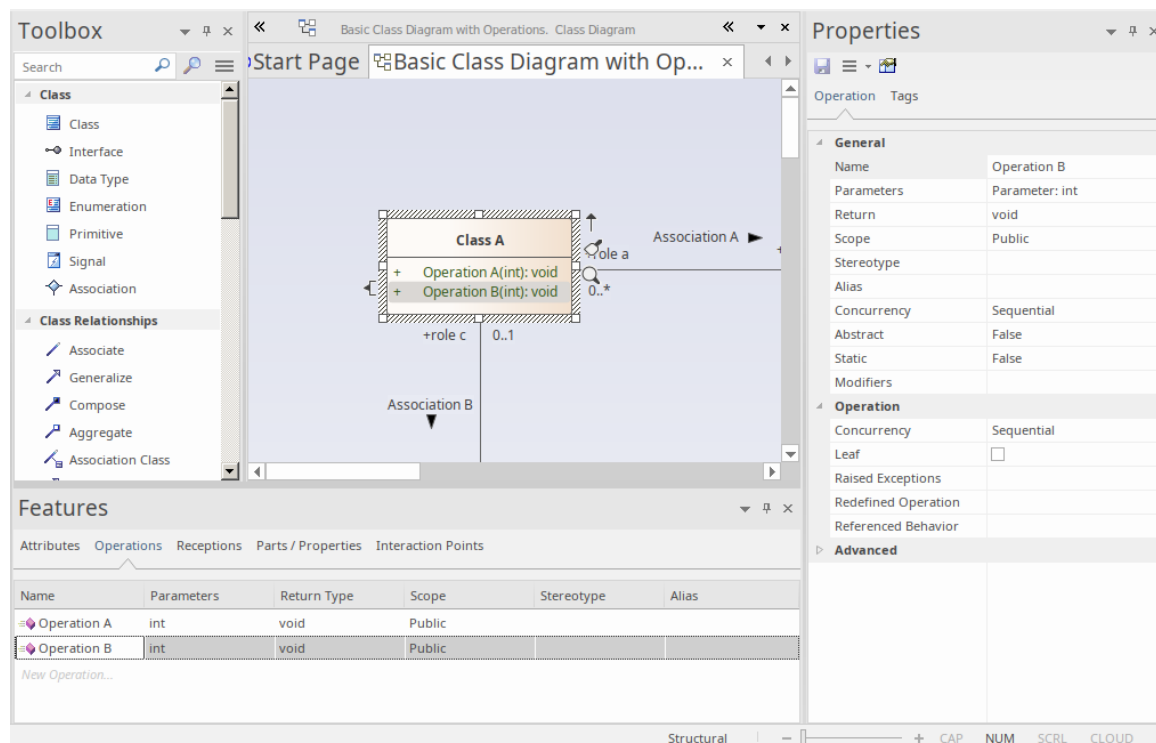 Toolbox
Search
Class
Class
Interface
Data Type
Enumeration
Primitive
Signal
Association
Class Relationships
Associate
Generalize
Compose
Aggregate
Association Class
Basic Class Diagram with Operations. Class Diagram
Start Page
Basic Class Diagram with Op...
Class A
+ Operation A(int): void
+ Operation B(int): void
Association A
+role a
0..*
+
+role c 0..1
Association B
Features
Attributes Operations Receptions Parts / Properties Interaction Points
Name Parameters Return Type Scope Stereotype Alias
Operation A int void Public
Operation B int void Public
New Operation...
Properties
Operation Tags
General
Name Operation B
Parameters Parameter: int
Return void
Scope Public
Stereotype
Alias
Concurrency Sequential
Abstract False
Static False
Modifiers
Operation
Concurrency Sequential
Leaf
Raised Exceptions
Redefined Operation
Referenced Behavior
Advanced
Structural CAP NUM SCRL CLOUD